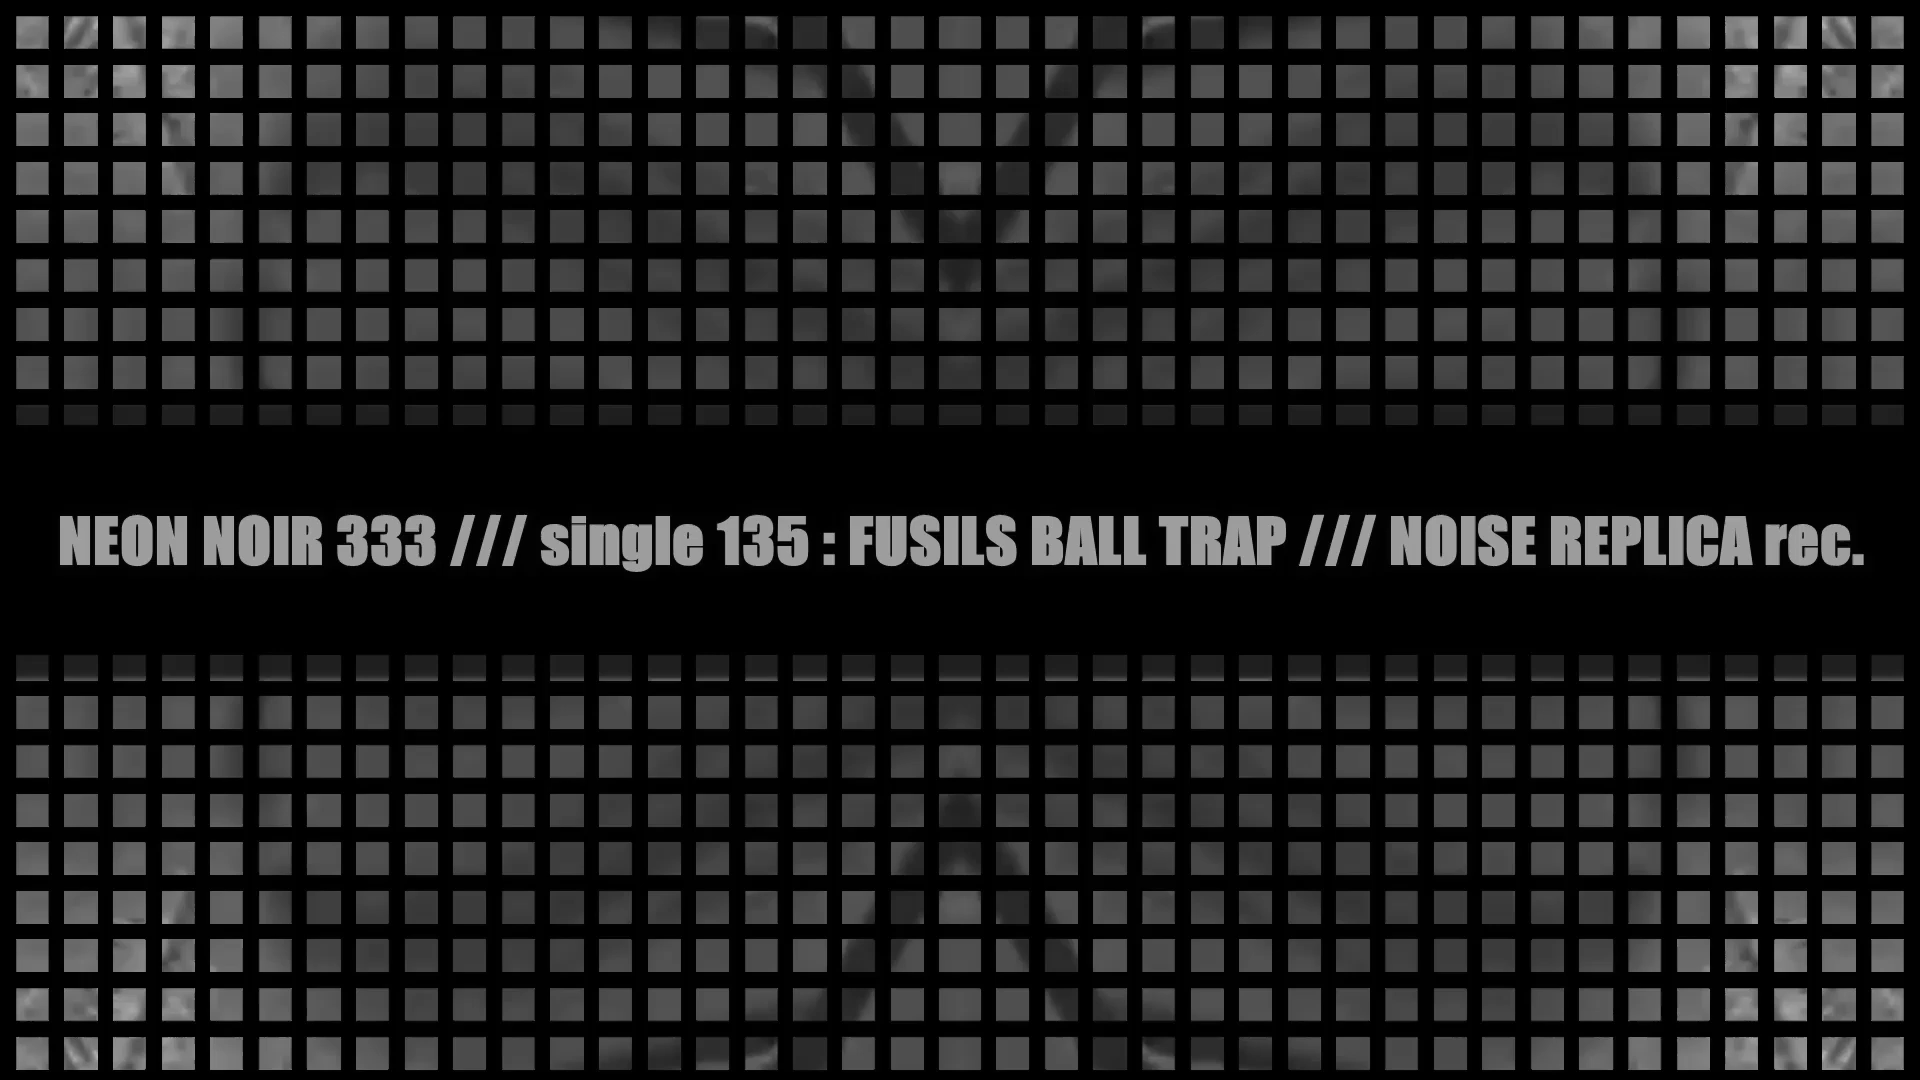 NEON NOIR 333 /// single 135 : FUSILS BALL TRAP /// NOISE REPLICA rec.